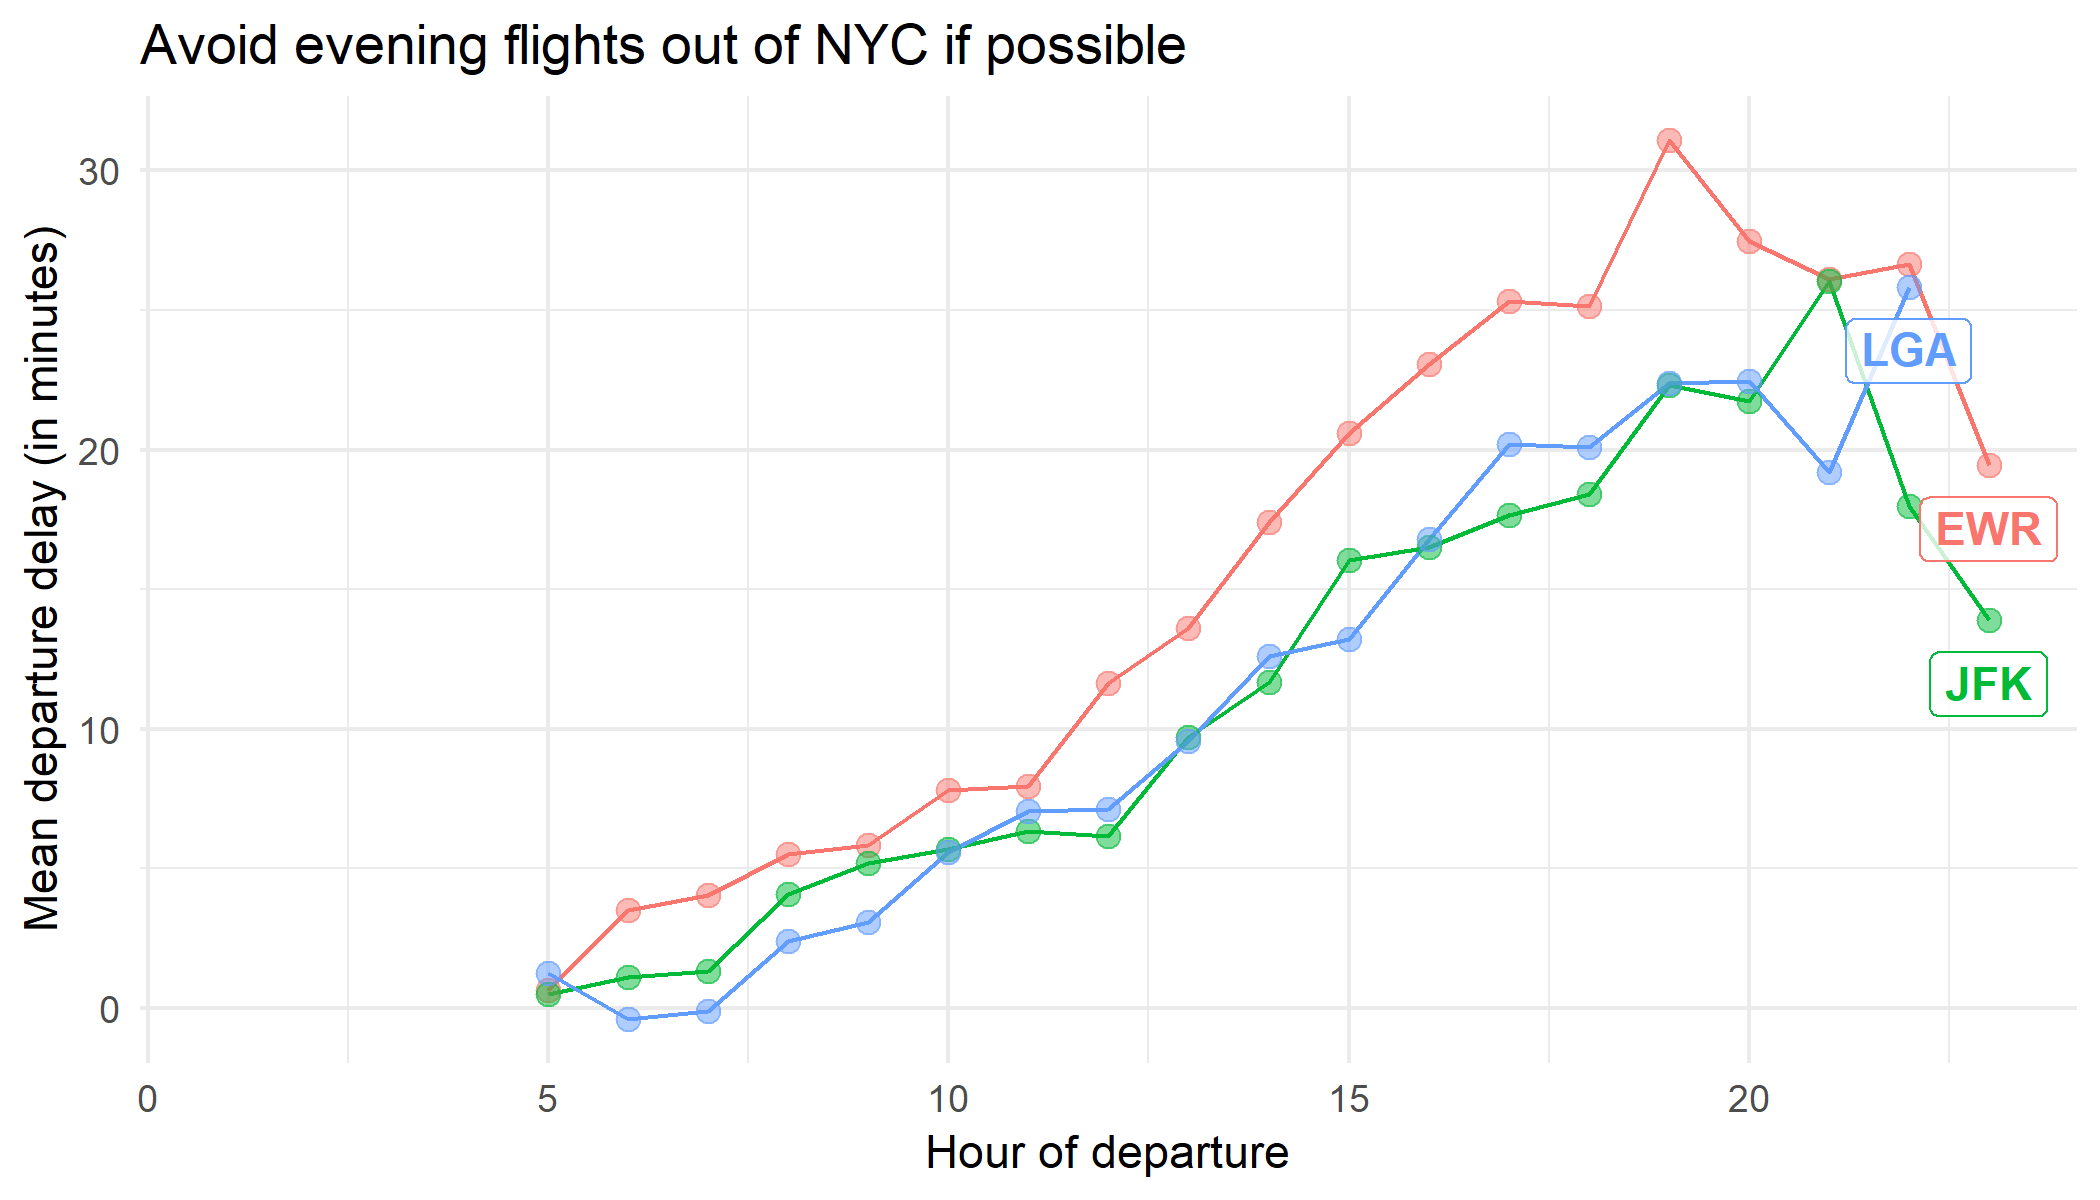 Avoid evening flights out of NYC if possible
Mean departure delay (in minutes)
30
20
10
0
LGA
EWR
JFK
0 5 10 15 20
Hour of departure